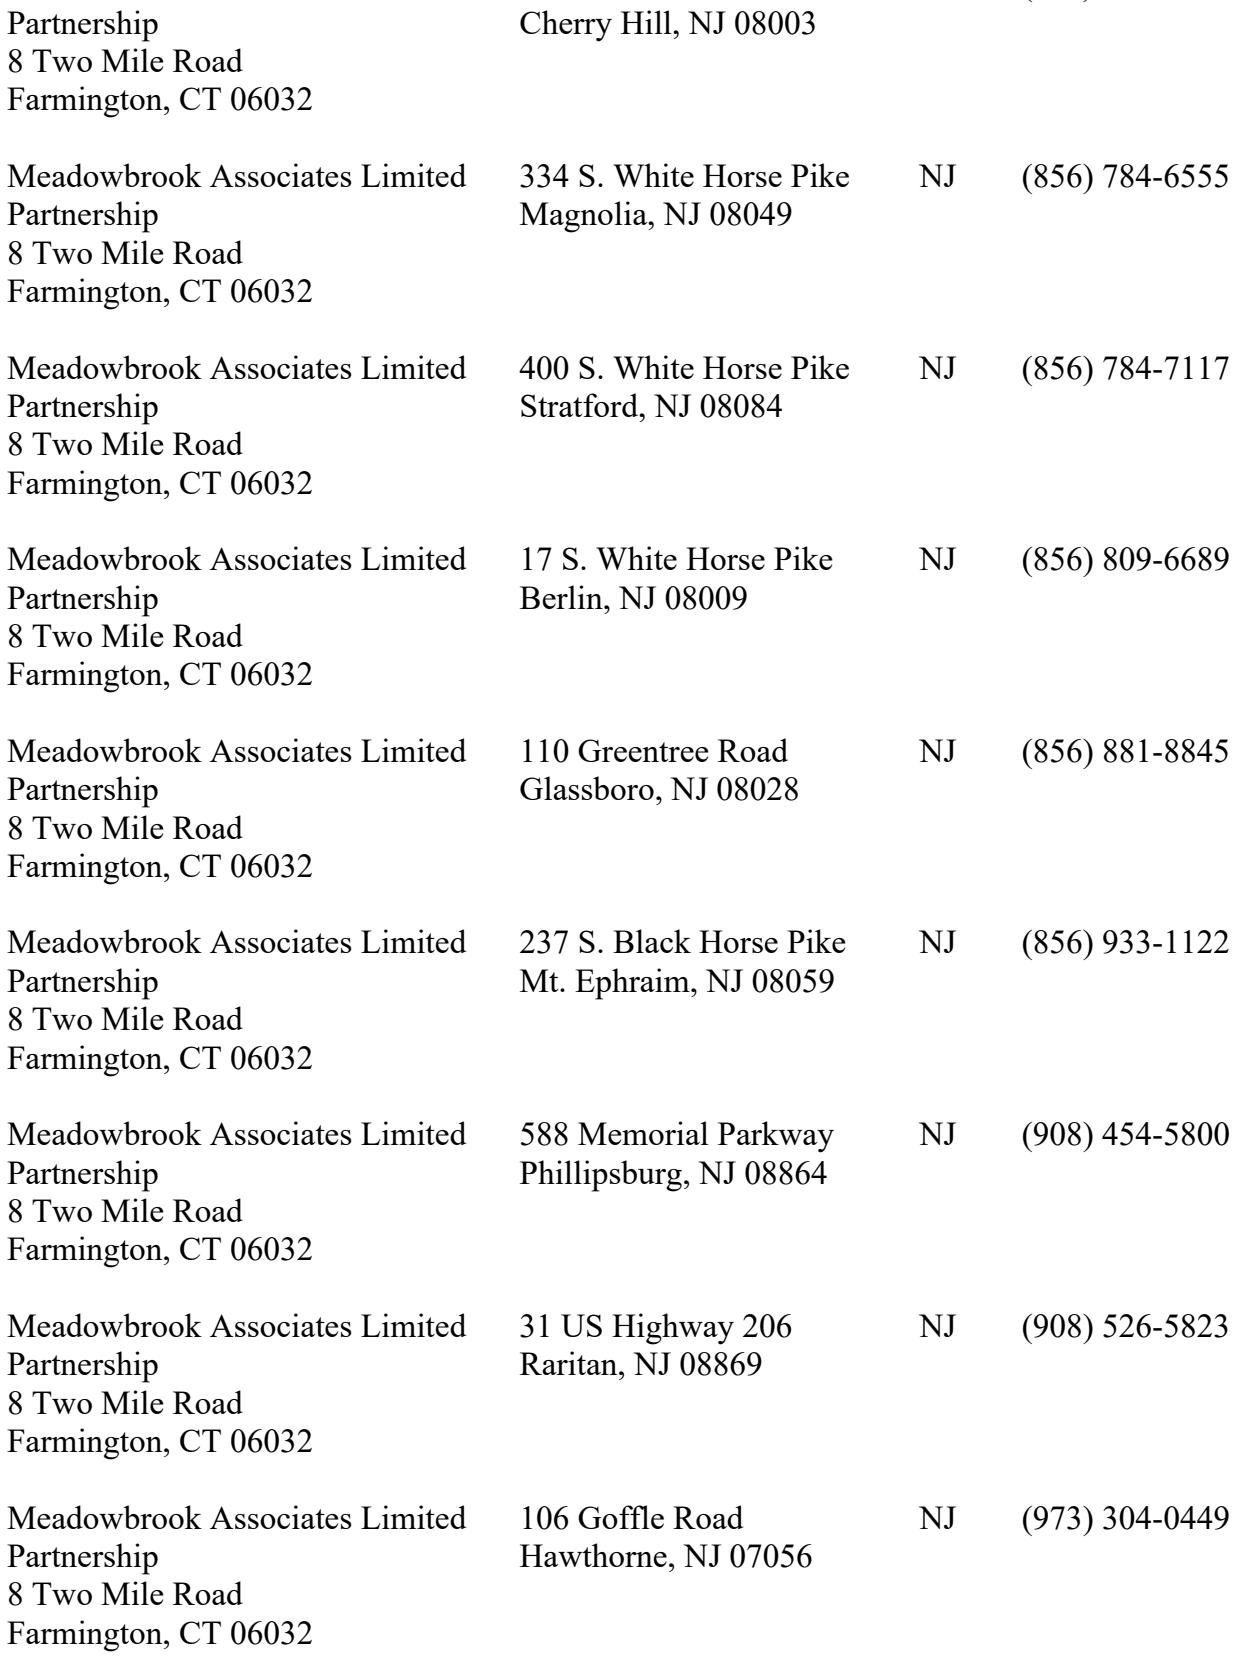 Partnership Cherry Hill, NJ 08003
8 Two Mile Road
Farmington, CT 06032
Meadowbrook Associates Limited 334 S. White Horse Pike NJ (856) 784-6555
Partnership Magnolia, NJ 08049
8 Two Mile Road
Farmington, CT 06032
Meadowbrook Associates Limited 400 S. White Horse Pike NJ (856) 784-7117
Partnership Stratford, NJ 08084
8 Two Mile Road
Farmington, CT 06032
Meadowbrook Associates Limited 17 S. White Horse Pike NJ (856) 809-6689
Partnership Berlin, NJ 08009
8 Two Mile Road
Farmington, CT 06032
Meadowbrook Associates Limited 110 Greentree Road NJ (856) 881-8845
Partnership Glassboro, NJ 08028
8 Two Mile Road
Farmington, CT 06032
Meadowbrook Associates Limited 237 S. Black Horse Pike NJ (856) 933-1122
Partnership Mt. Ephraim, NJ 08059
8 Two Mile Road
Farmington, CT 06032
Meadowbrook Associates Limited 588 Memorial Parkway NJ (908) 454-5800
Partnership Phillipsburg, NJ 08864
8 Two Mile Road
Farmington, CT 06032
Meadowbrook Associates Limited 31 US Highway 206 NJ (908) 526-5823
Partnership Raritan, NJ 08869
8 Two Mile Road
Farmington, CT 06032
Meadowbrook Associates Limited 106 Goffle Road NJ (973) 304-0449
Partnership Hawthorne, NJ 07056
8 Two Mile Road
Farmington, CT 06032